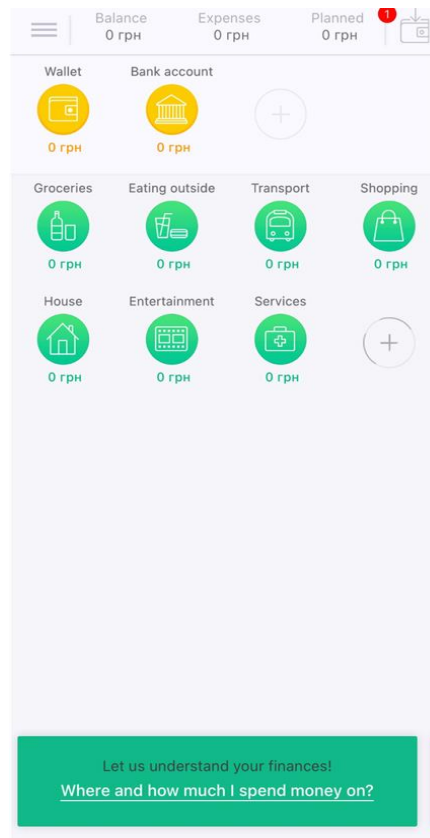 Balance Expenses Planned 1
0 грн 0 грн 0 грн
Wallet Bank account
0 грн 0 грн
Groceries Eating outside Transport Shopping
0 грн 0 грн 0 грн 0 грн
House Entertainment Services
0 грн 0 грн 0 грн
Let us understand your finances!
Where and how much I spend money on?